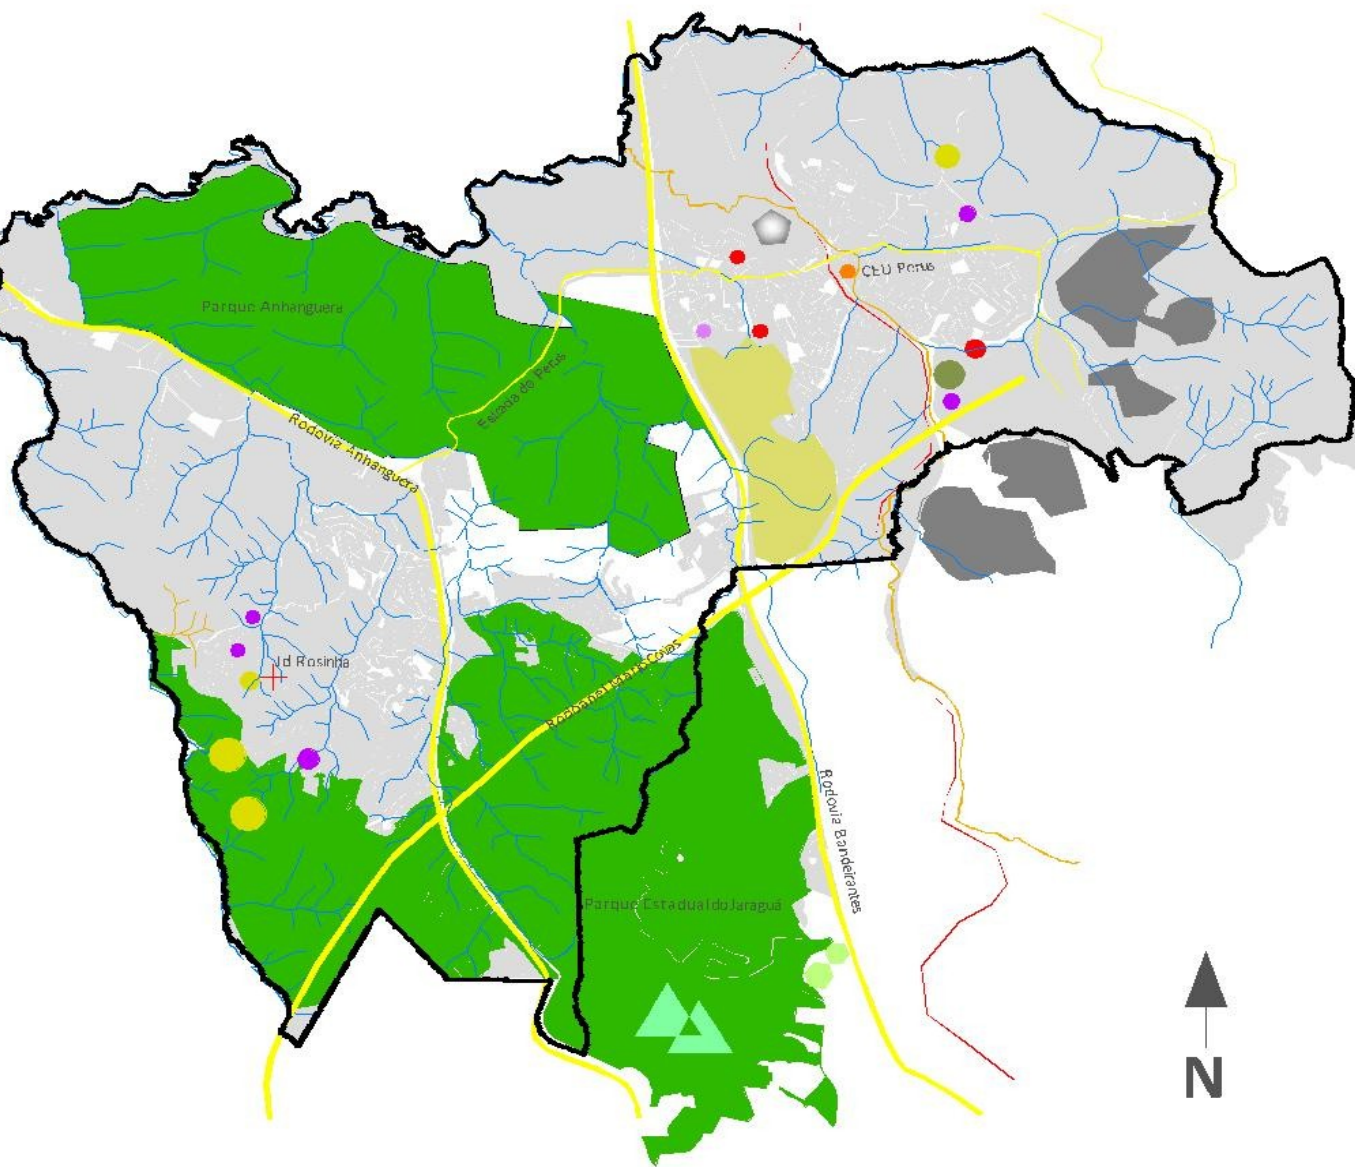 CEU Perus
Parque Anhanguera
Estrada de Perus
Rodovia Anhanguera
Jd Rosinha
Rodoanel Mario Covas
Rodovia Bandeirantes
Parque Estadual do Jaraguá
N